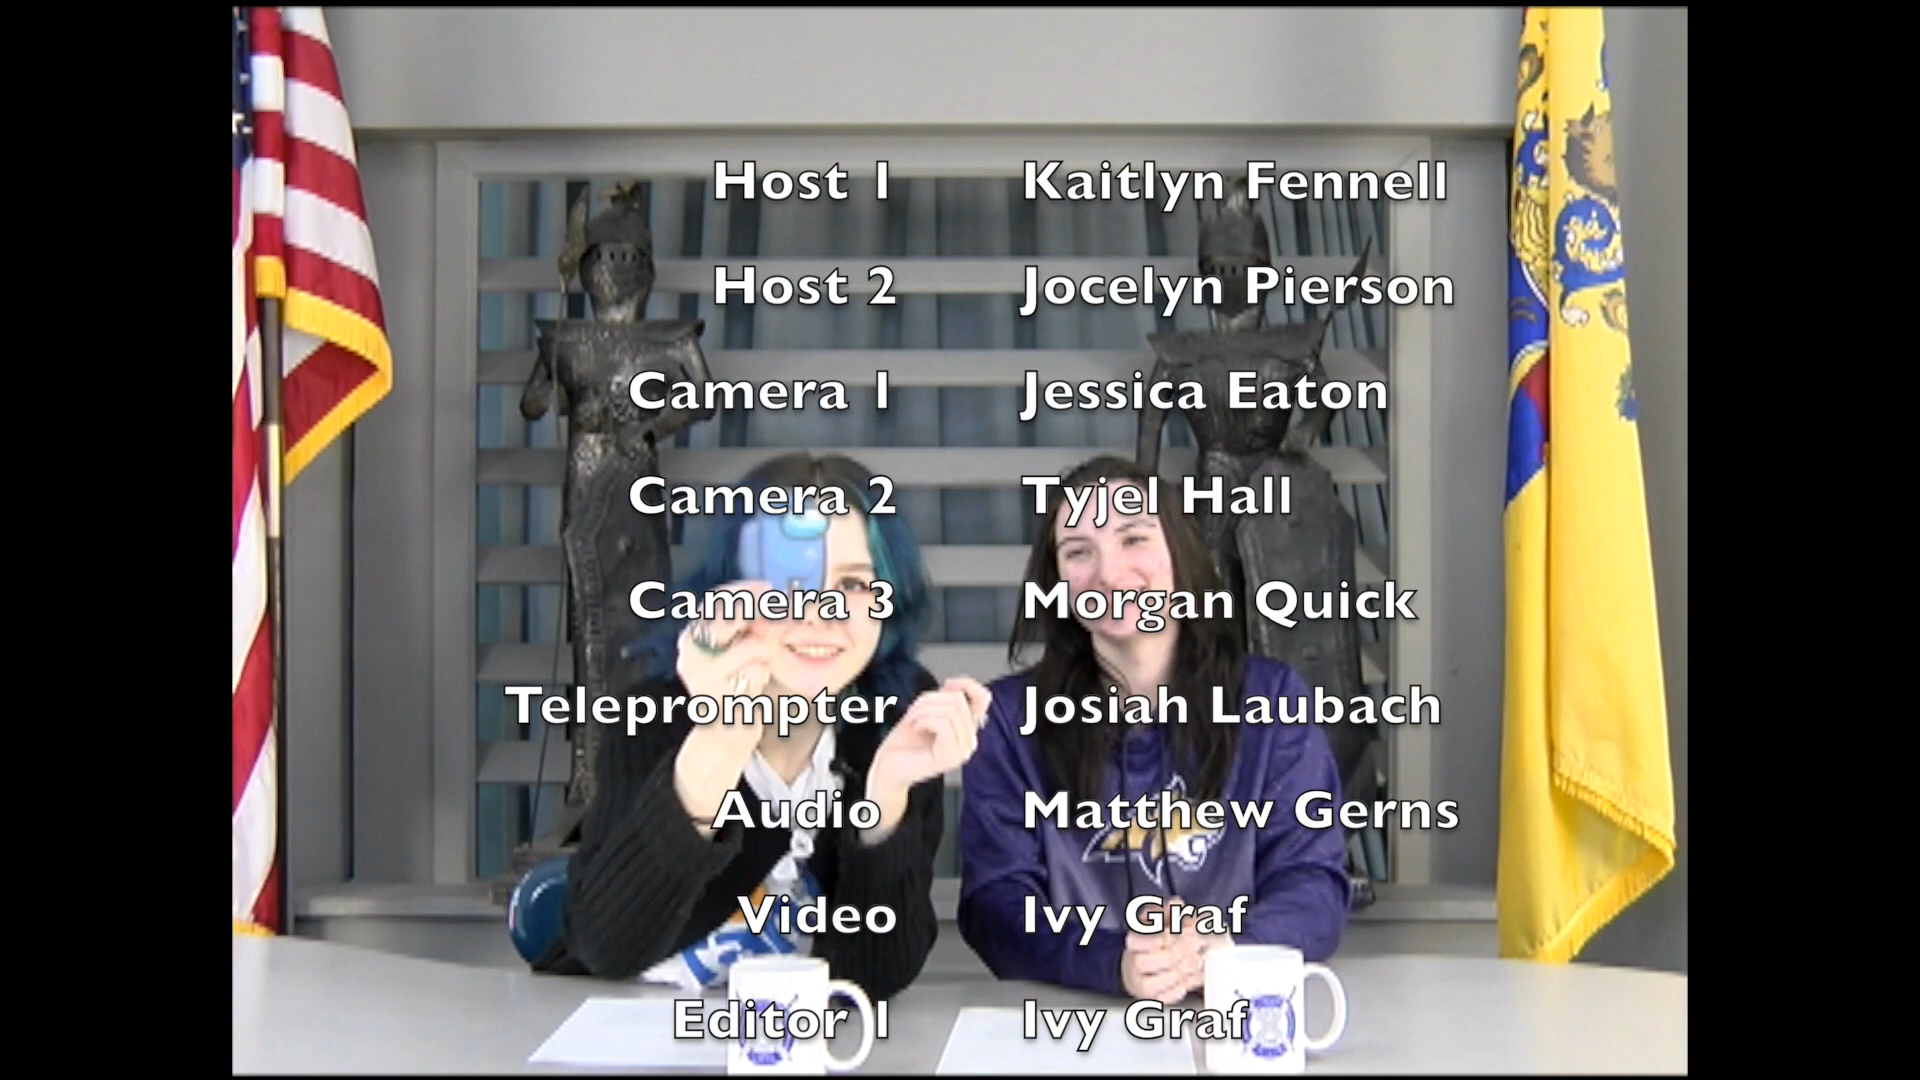 Host 1 Kaitlyn Fennell
Host 2 Jocelyn Pierson
Camera 1 Jessica Eaton
Camera 2 Tyjel Hall
Camera 3 Morgan Quick
Teleprompter Josiah Laubach
Audio Matthew Gerns
Video Ivy Graf
Editor 1 Ivy Graf